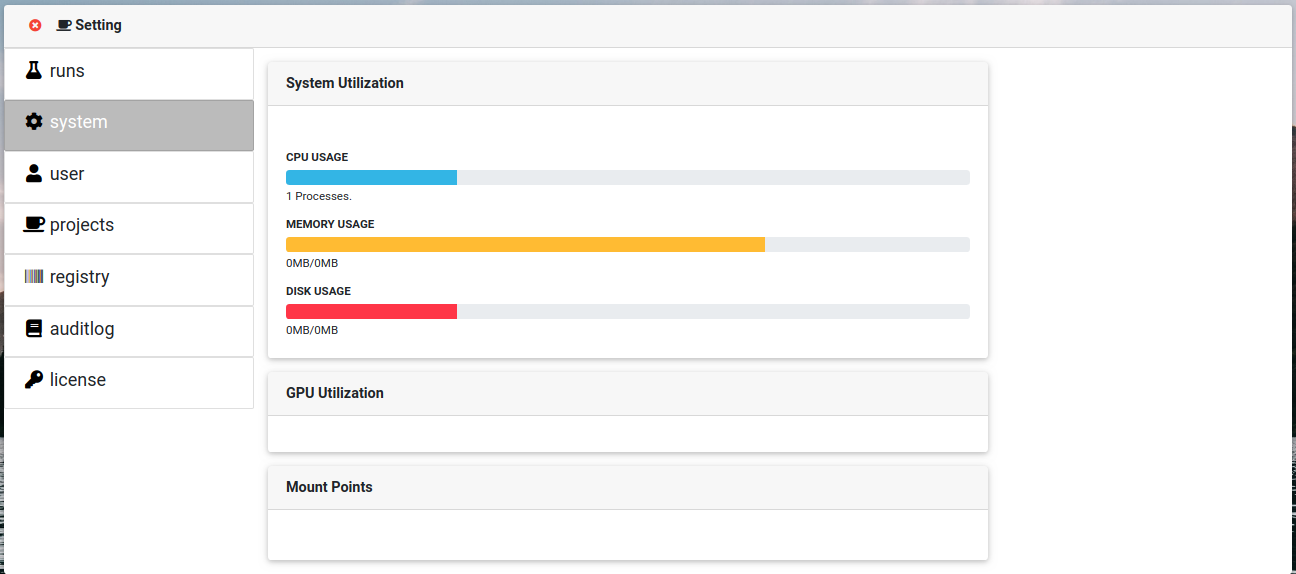 Setting
runs
system
user
projects
registry
auditlog
license
System Utilization
CPU USAGE
1 Processes.
MEMORY USAGE
0MB/0MB
DISK USAGE
0MB/0MB
GPU Utilization
Mount Points